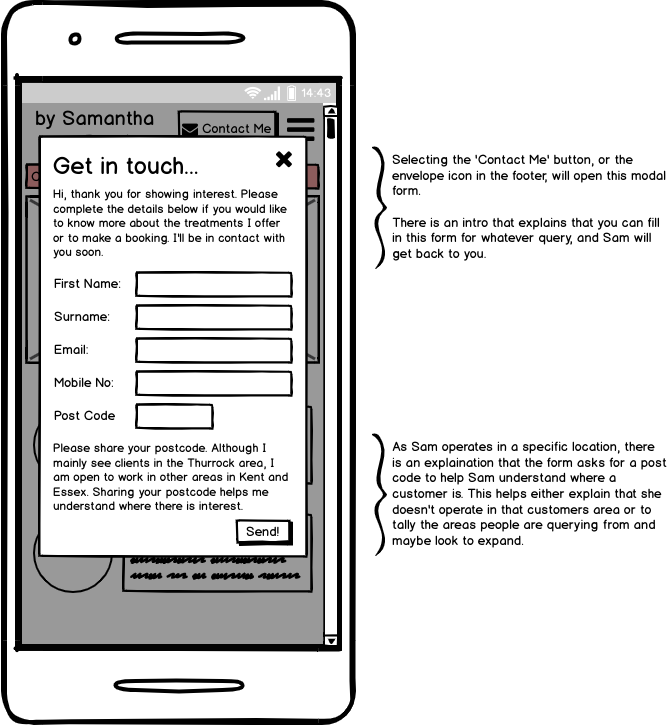 14:43
by Samantha
Contact Me
Get in touch...
Hi, thank you for showing interest. Please
complete the details below if you would like
to know more about the treatments I offer
or to make a booking. I'll be in contact with
you soon.
First Name:
Surname:
Email:
Mobile No:
Post Code
Please share your postcode. Although I
mainly see clients in the Thurrock area, I
am open to work in other areas in Kent and
Essex. Sharing your postcode helps me
understand where there is interest.
Send!
Selecting the 'Contact Me' button, or the
envelope icon in the footer, will open this modal
form.
There is an intro that explains that you can fill
in this form for whatever query, and Sam will
get back to you.
As Sam operates in a specific location, there
is an explaination that the form asks for a post
code to help Sam understand where a
customer is. This helps either explain that she
doesn't operate in that customers area or to
tally the areas people are querying from and
maybe look to expand.